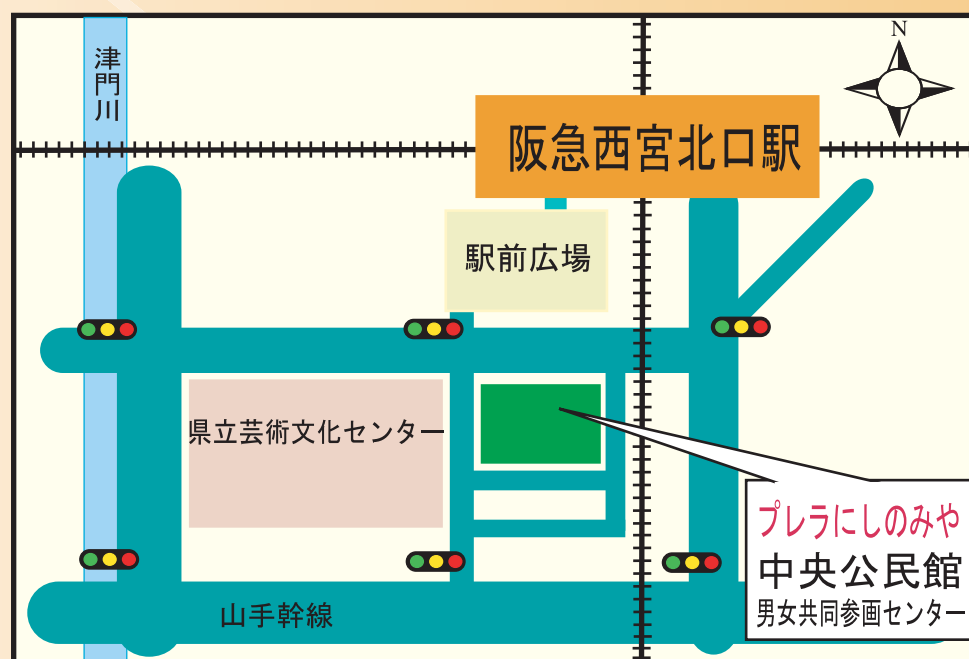 N
津門川
阪急西宮北口駅
駅前広場
県立芸術文化センター
プレラにしのみや
中央公民館
男女共同参画センター
山手幹線